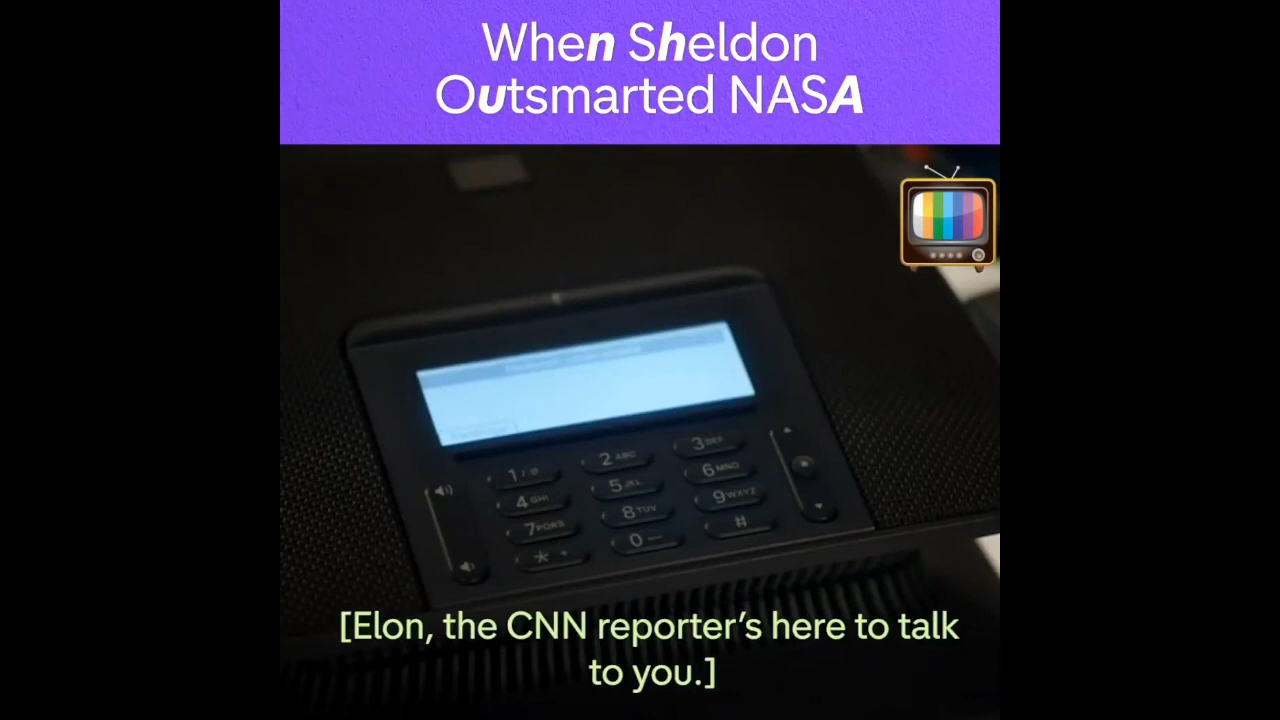 When Sheldon
Outsmarted NASA
1
2 ABC
3 DEF
4 GHI
5 JKL
6 MNO
7 PQRS
8 TUV
9 WXYZ
*
0
#
[Elon, the CNN reporter’s here to talk
to you.]